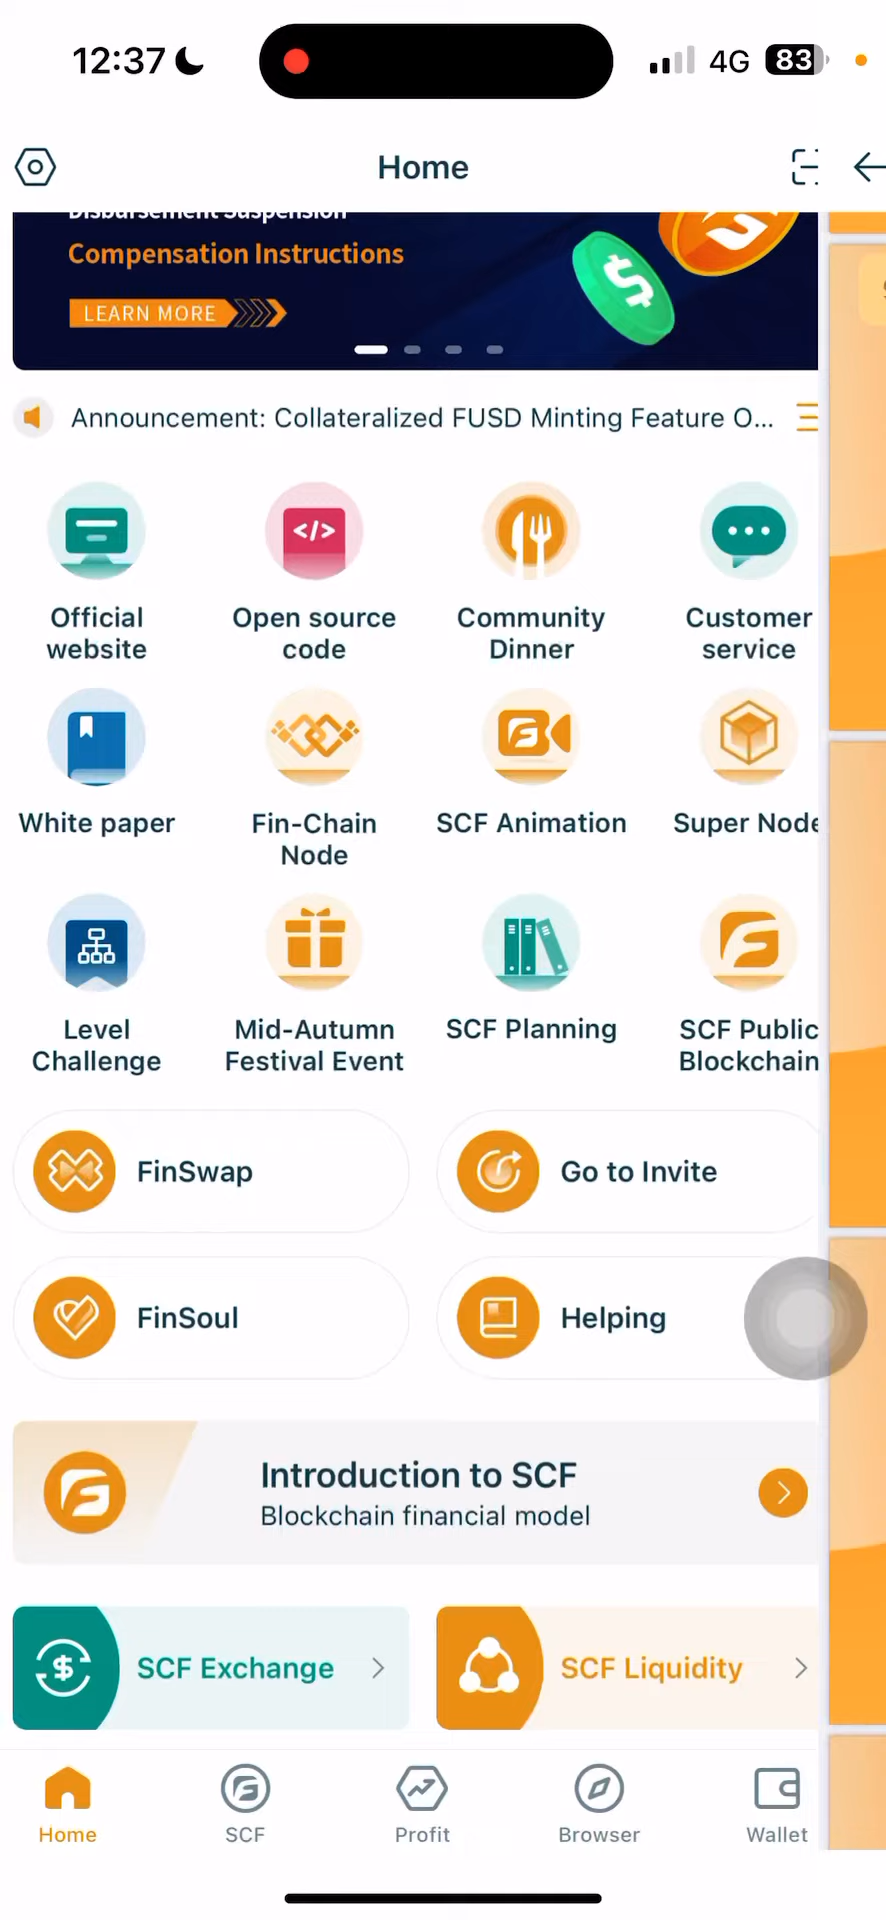 12:37
4G
83
Home
Disbursement Suspension
Compensation Instructions
LEARN MORE
Announcement: Collateralized FUSD Minting Feature O...
Official
website
Open source
code
Community
Dinner
Customer
service
White paper
Fin-Chain
Node
SCF Animation
Super Node
Level
Challenge
Mid-Autumn
Festival Event
SCF Planning
SCF Public
Blockchain
FinSwap
Go to Invite
FinSoul
Helping
Introduction to SCF
Blockchain financial model
SCF Exchange
SCF Liquidity
Home
SCF
Profit
Browser
Wallet